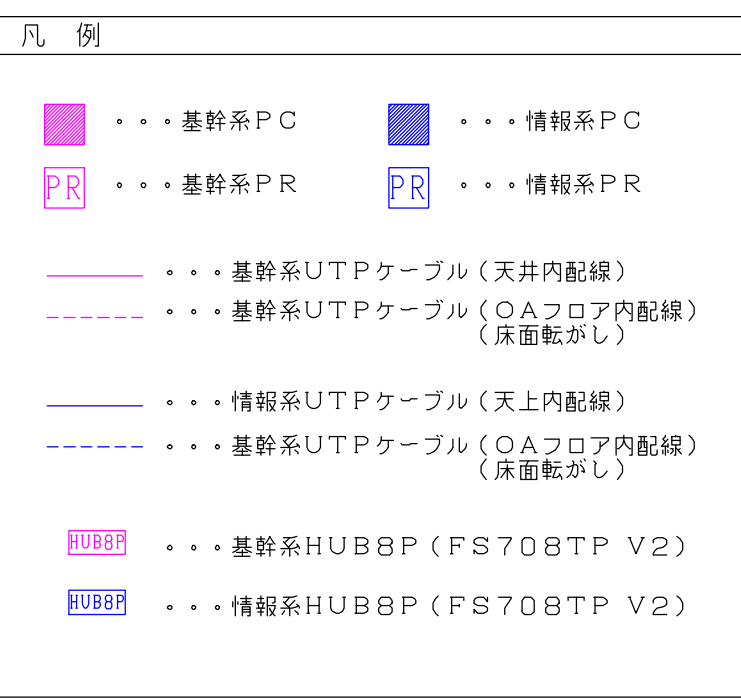 凡　例
・・・基幹系ＰＣ　　・・・情報系ＰＣ
ＰＲ ・・・基幹系ＰＲ　　ＰＲ ・・・情報系ＰＲ
・・・基幹系ＵＴＰケーブル（天井内配線）
・・・基幹系ＵＴＰケーブル（ＯＡフロア内配線）
（床面転がし）
・・・情報系ＵＴＰケーブル（天上内配線）
・・・基幹系ＵＴＰケーブル（ＯＡフロア内配線）
（床面転がし）
HUB8P ・・・基幹系ＨＵＢ８Ｐ（ＦＳ７０８ＴＰ Ｖ２）
HUB8P ・・・情報系ＨＵＢ８Ｐ（ＦＳ７０８ＴＰ Ｖ２）